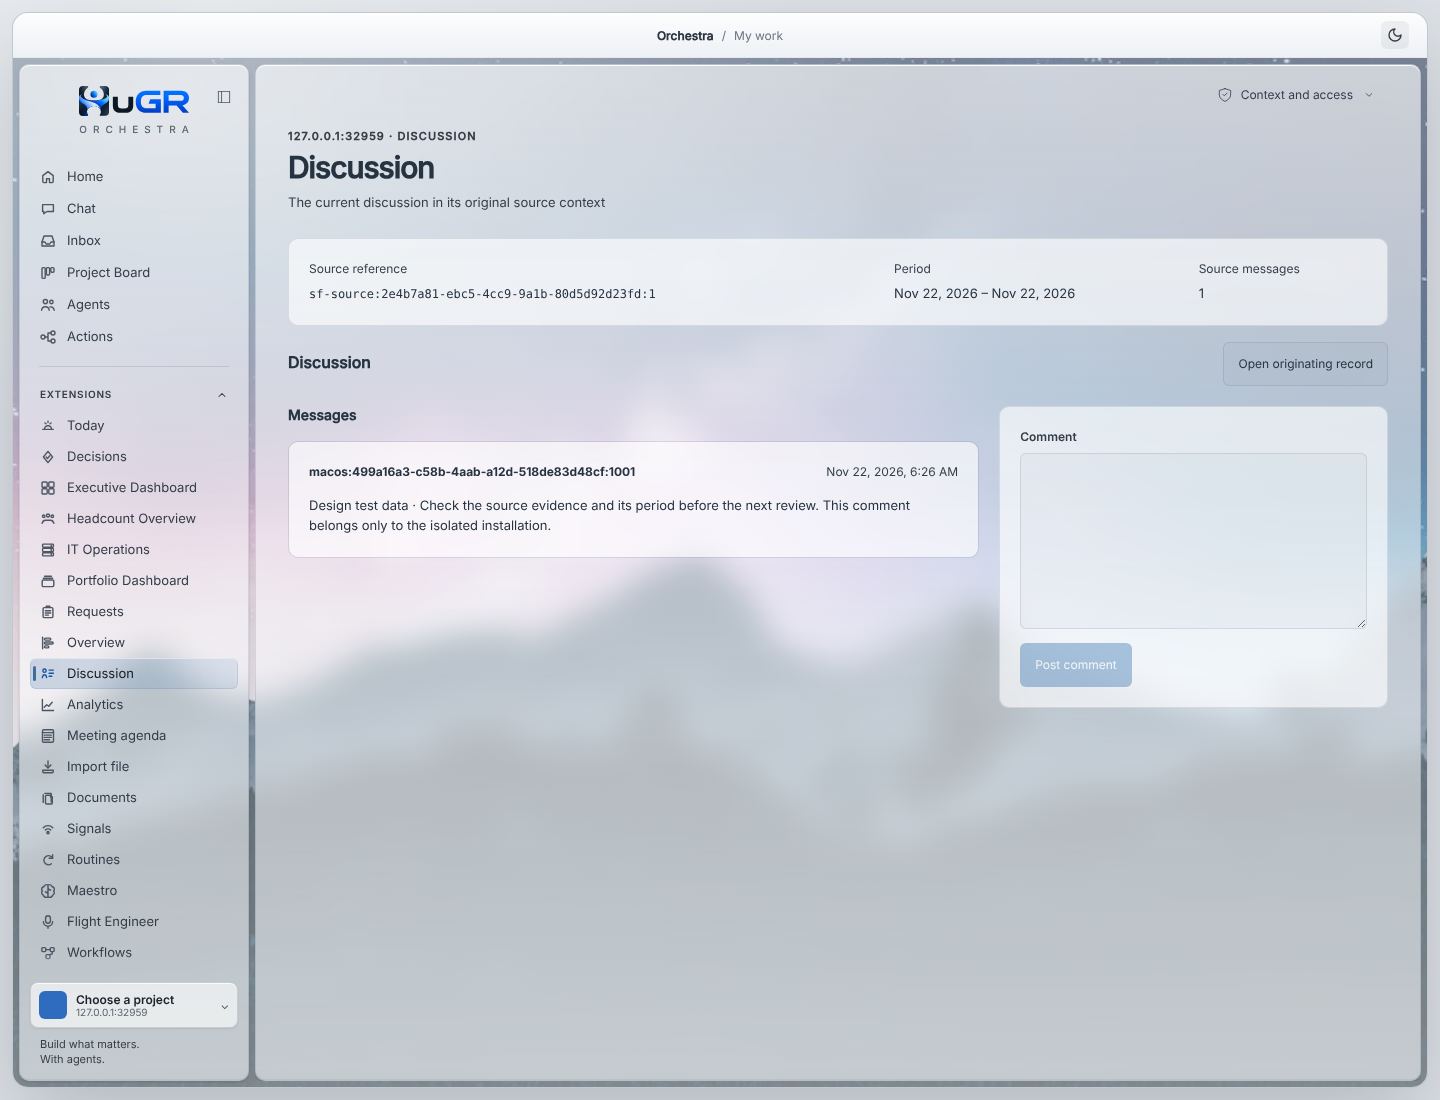 Orchestra / My work
HuGR
ORCHESTRA
Home
Chat
Inbox
Project Board
Agents
Actions
EXTENSIONS
Today
Decisions
Executive Dashboard
Headcount Overview
IT Operations
Portfolio Dashboard
Requests
Overview
Discussion
Analytics
Meeting agenda
Import file
Documents
Signals
Routines
Maestro
Flight Engineer
Workflows
Choose a project
127.0.0.1:32959
Build what matters.
With agents.
Context and access
127.0.0.1:32959 · DISCUSSION
Discussion
The current discussion in its original source context
Source reference
sf-source:2e4b7a81-ebc5-4cc9-9a1b-80d5d92d23fd:1
Period
Nov 22, 2026 – Nov 22, 2026
Source messages
1
Discussion
Open originating record
Messages
macos:499a16a3-c58b-4aab-a12d-518de83d48cf:1001
Nov 22, 2026, 6:26 AM
Design test data · Check the source evidence and its period before the next review. This comment
belongs only to the isolated installation.
Comment
Post comment